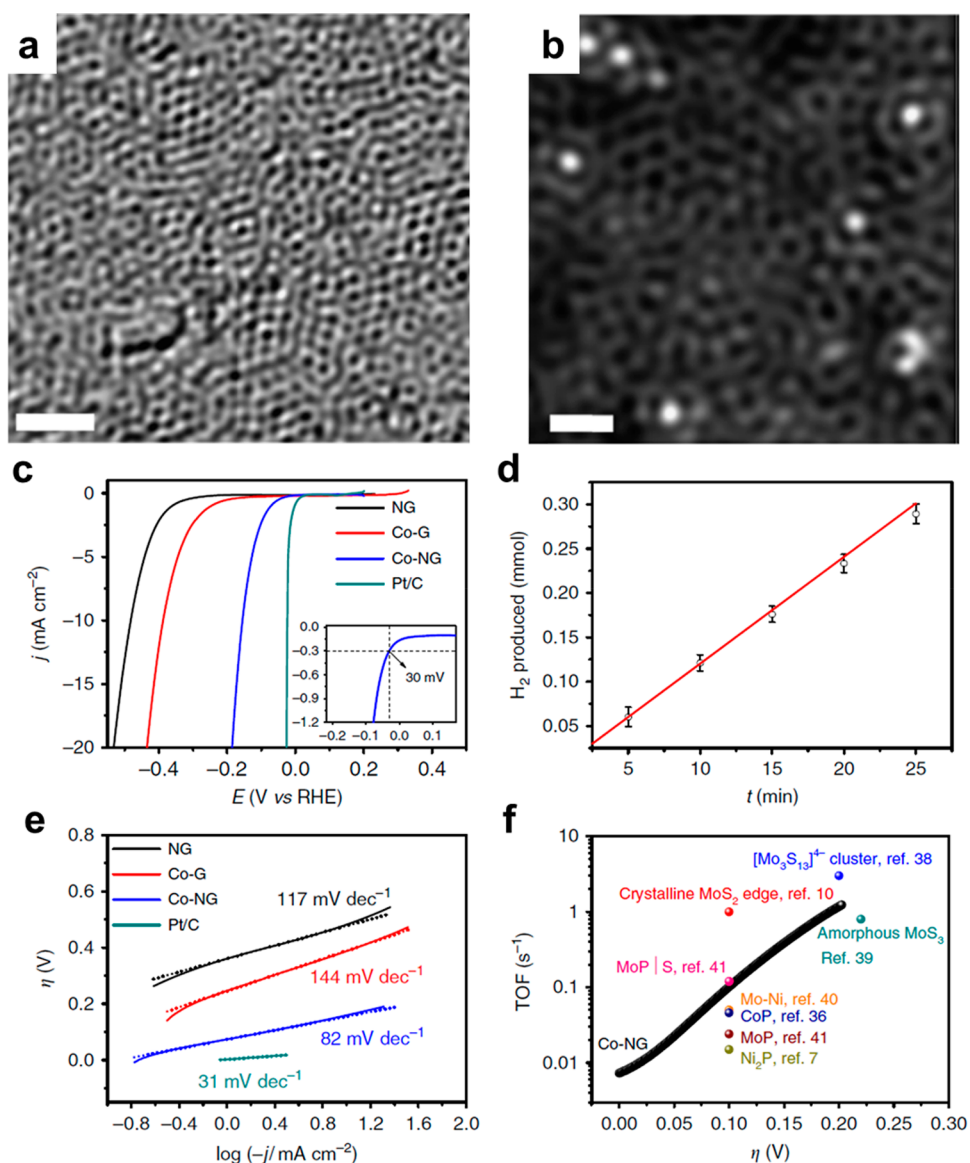 a
b
c
0
−5
−10
−15
−20
j (mA cm−2)
−0.4
−0.2
0.0
0.2
0.4
E (V vs RHE)
NG
Co-G
Co-NG
Pt/C
0.0
−0.3
−0.6
−0.9
−1.2
30 mV
−0.2
−0.1
0.0
0.1
d
0.30
0.25
0.20
0.15
0.10
0.05
H2 produced (mmol)
5
10
15
20
25
t (min)
e
0.8
0.6
0.4
0.2
0.0
η (V)
NG
Co-G
Co-NG
Pt/C
117 mV dec−1
144 mV dec−1
82 mV dec−1
31 mV dec−1
−0.8
−0.4
0.0
0.4
0.8
1.2
1.6
2.0
log (−j/ mA cm−2)
f
10
1
0.1
0.01
TOF (s−1)
[Mo3S13]4− cluster, ref. 38
Crystalline MoS2 edge, ref. 10
Amorphous MoS3
Ref. 39
MoP | S, ref. 41
Mo-Ni, ref. 40
CoP, ref. 36
MoP, ref. 41
Ni2P, ref. 7
Co-NG
0.00
0.05
0.10
0.15
0.20
0.25
0.30
η (V)